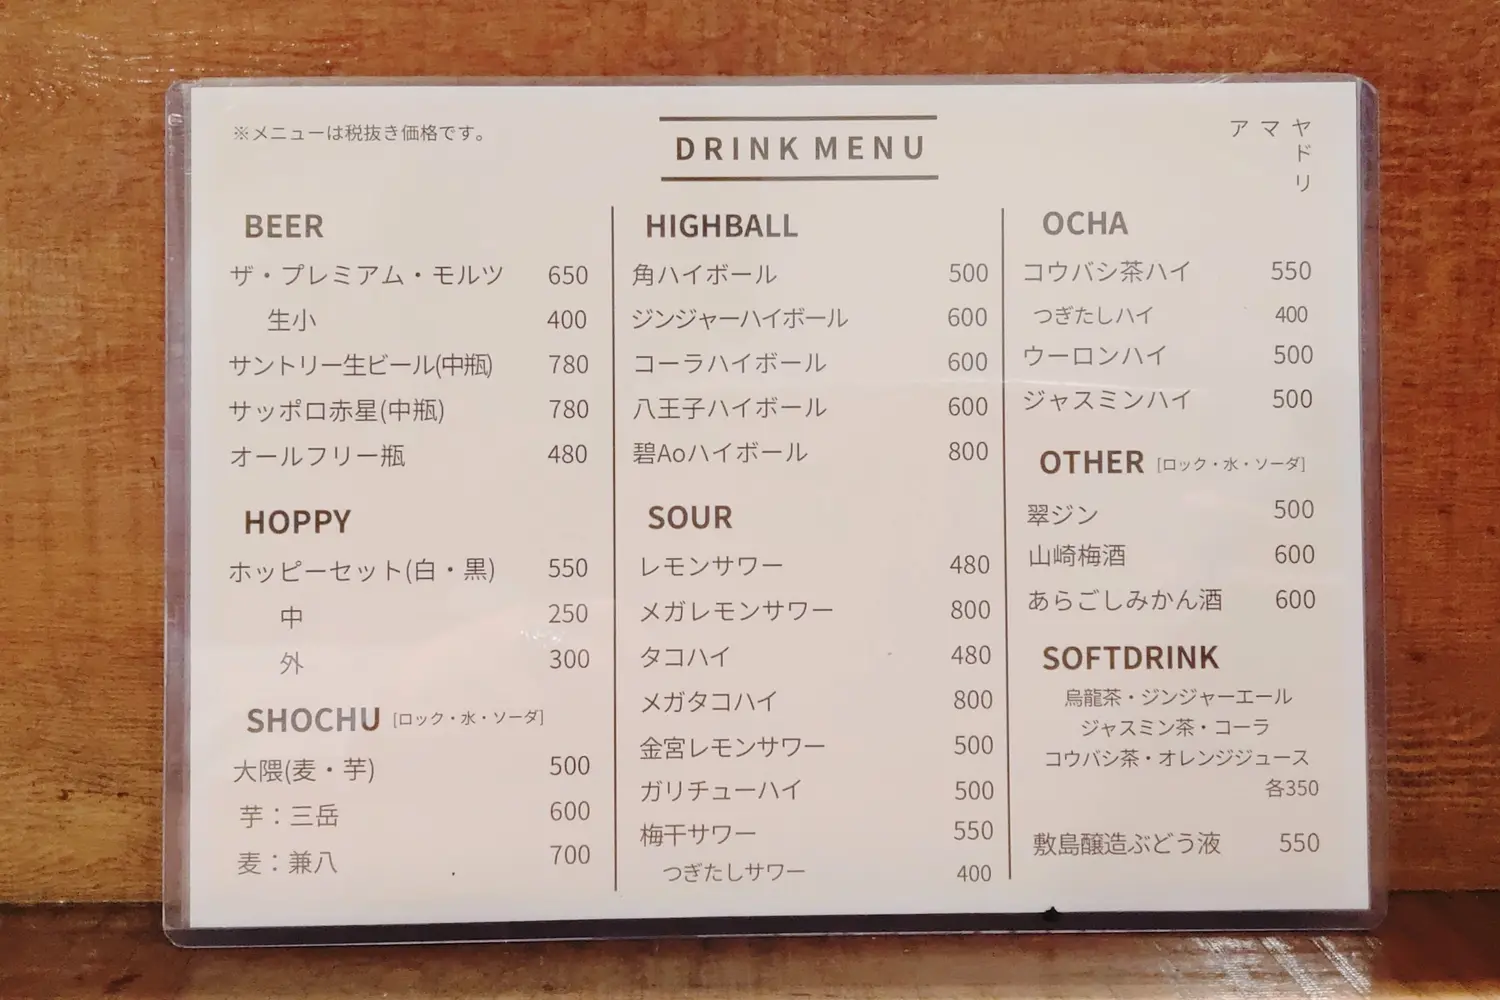 ※メニューは税抜き価格です。
DRINK MENU
アマヤドリ
BEER
ザ・プレミアム・モルツ 650
生小 400
サントリー生ビール(中瓶) 780
サッポロ赤星(中瓶) 780
オールフリー瓶 480
HOPPY
ホッピーセット(白・黒) 550
中 250
外 300
SHOCHU [ロック・水・ソーダ]
大隈(麦・芋) 500
芋：三岳 600
麦：兼八 700
HIGHBALL
角ハイボール 500
ジンジャーハイボール 600
コーラハイボール 600
八王子ハイボール 600
碧Aoハイボール 800
SOUR
レモンサワー 480
メガレモンサワー 800
タコハイ 480
メガタコハイ 800
金宮レモンサワー 500
ガリチューハイ 500
梅干サワー 550
つぎたしサワー 400
OCHA
コウバシ茶ハイ 550
つぎたしハイ 400
ウーロンハイ 500
ジャスミンハイ 500
OTHER [ロック・水・ソーダ]
翠ジン 500
山崎梅酒 600
あらごしみかん酒 600
SOFTDRINK
烏龍茶・ジンジャーエール
ジャスミン茶・コーラ
コウバシ茶・オレンジジュース
各350
敷島醸造ぶどう液 550